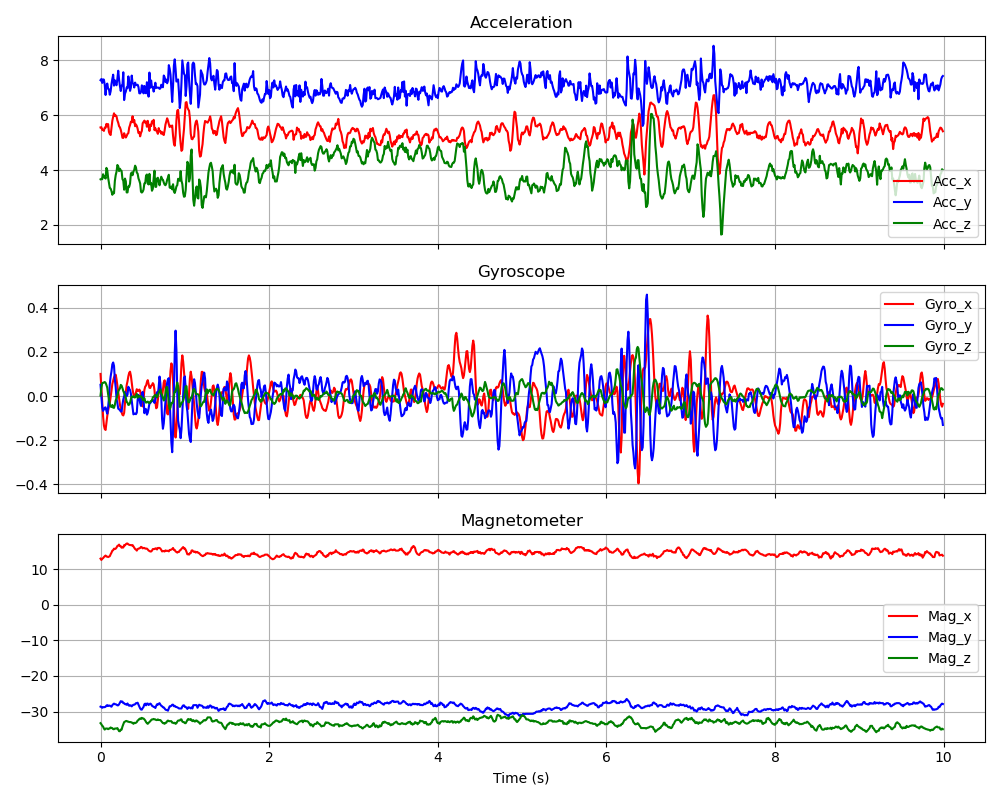 Acceleration
8
6
4
2
Acc_x
Acc_y
Acc_z
Gyroscope
0.4
0.2
0.0
−0.2
−0.4
Gyro_x
Gyro_y
Gyro_z
Magnetometer
10
0
−10
−20
−30
Mag_x
Mag_y
Mag_z
0 2 4 6 8 10
Time (s)